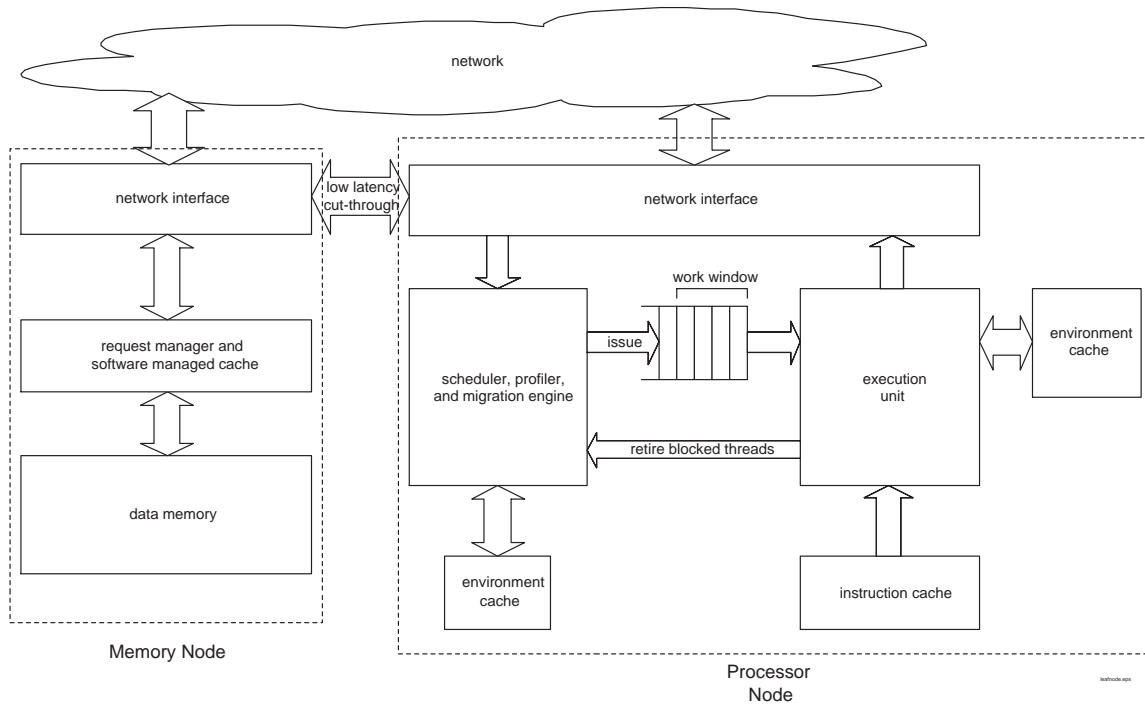 network
network interface
low latency
cut-through
network interface
work window
request manager and
software managed cache
issue
scheduler, profiler,
and migration engine
execution
unit
environment
cache
retire blocked threads
data memory
environment
cache
instruction cache
Memory Node
Processor
Node
leafnode.eps